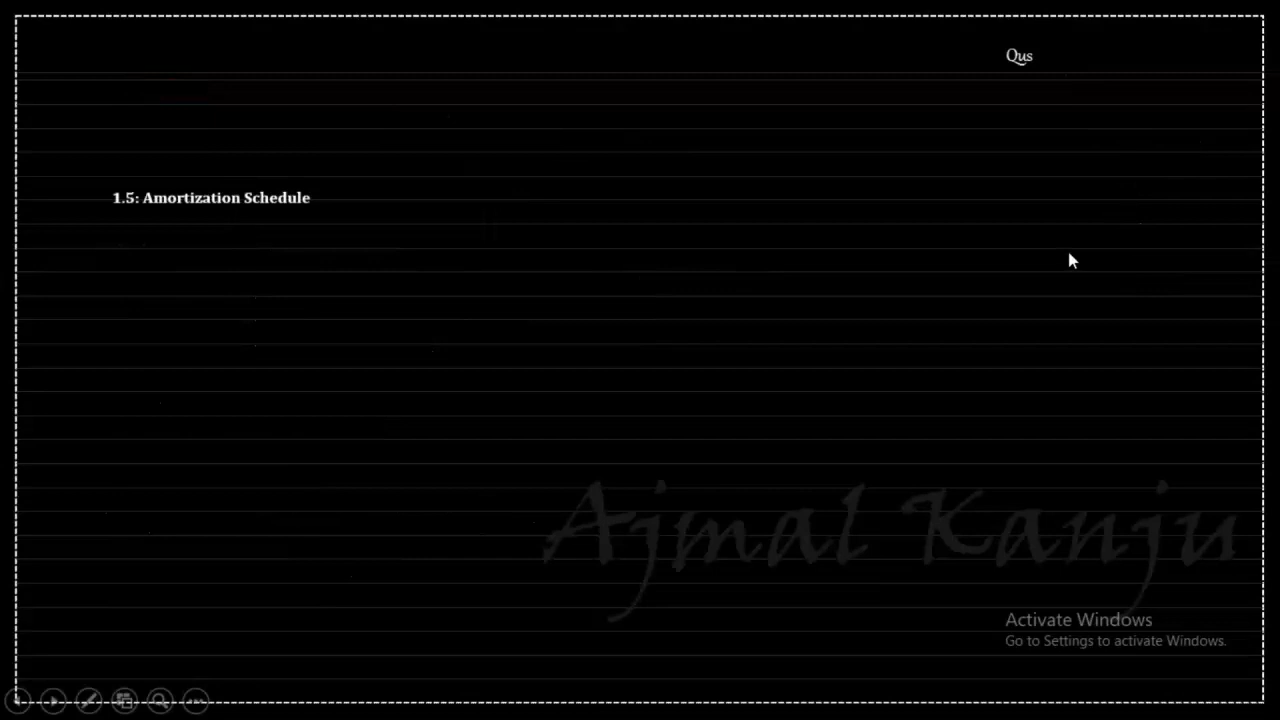 Qus
1.5: Amortization Schedule
Ajmal Kanju
Activate Windows
Go to Settings to activate Windows.